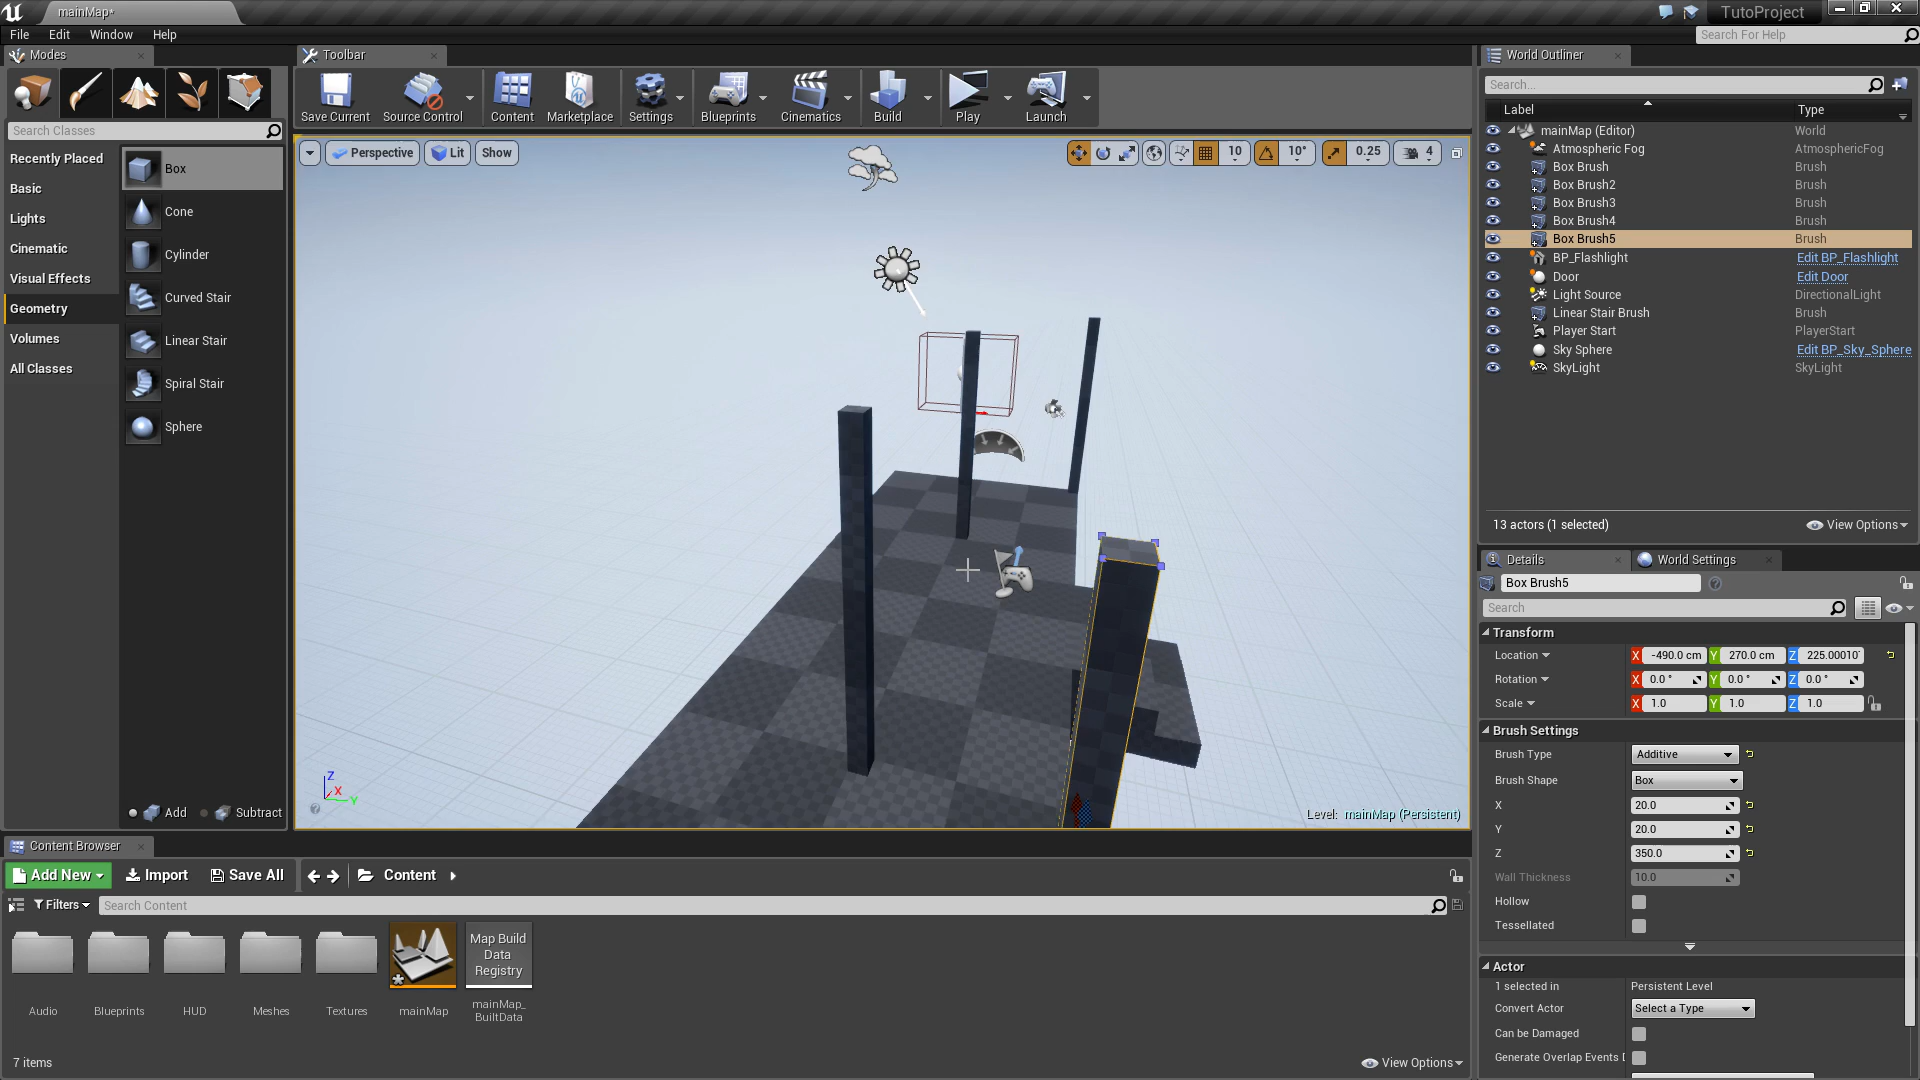 mainMap*
TutoProject
File Edit Window Help
Search For Help
Modes
Toolbar
World Outliner
Save Current
Source Control
Content
Marketplace
Settings
Blueprints
Cinematics
Build
Play
Launch
Search Classes
Recently Placed
Basic
Lights
Cinematic
Visual Effects
Geometry
Volumes
All Classes
Box
Cone
Cylinder
Curved Stair
Linear Stair
Spiral Stair
Sphere
Add
Subtract
Perspective
Lit
Show
10
10°
0.25
4
Z
X
Y
Level: mainMap (Persistent)
Search...
Label Type
mainMap (Editor) World
Atmospheric Fog AtmosphericFog
Box Brush Brush
Box Brush2 Brush
Box Brush3 Brush
Box Brush4 Brush
Box Brush5 Brush
BP_Flashlight Edit BP_Flashlight
Door Edit Door
Light Source DirectionalLight
Linear Stair Brush Brush
Player Start PlayerStart
Sky Sphere Edit BP_Sky_Sphere
SkyLight SkyLight
13 actors (1 selected)
View Options
Details
World Settings
Box Brush5
Search
Transform
Location X -490.0 cm Y 270.0 cm Z 225.00010
Rotation X 0.0 ° Y 0.0 ° Z 0.0 °
Scale X 1.0 Y 1.0 Z 1.0
Brush Settings
Brush Type Additive
Brush Shape Box
X 20.0
Y 20.0
Z 350.0
Wall Thickness 10.0
Hollow
Tessellated
Actor
1 selected in Persistent Level
Convert Actor Select a Type
Can be Damaged
Generate Overlap Events
Content Browser
Add New
Import
Save All
Content
Filters
Search Content
Map Build
Data
Registry
Audio
Blueprints
HUD
Meshes
Textures
mainMap
mainMap_
BuiltData
7 items
View Options